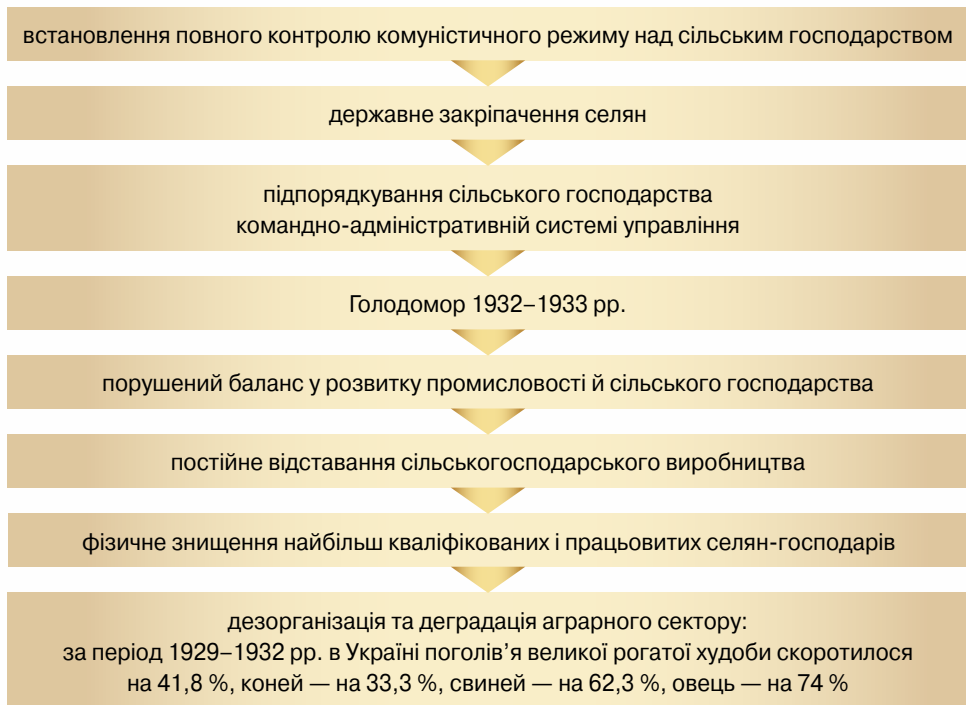 встановлення повного контролю комуністичного режиму над сільським господарством
державне закріпачення селян
підпорядкування сільського господарства
командно-адміністративній системі управління
Голодомор 1932–1933 рр.
порушений баланс у розвитку промисловості й сільського господарства
постійне відставання сількьогосподарського виробництва
фізичне знищення найбільш кваліфікованих і працьовитих селян-господарів
дезорганізація та деградація аграрного сектору:
за період 1929–1932 рр. в Україні поголів’я великої рогатої худоби скоротилося
на 41,8 %, коней — на 33,3 %, свиней — на 62,3 %, овець — на 74 %